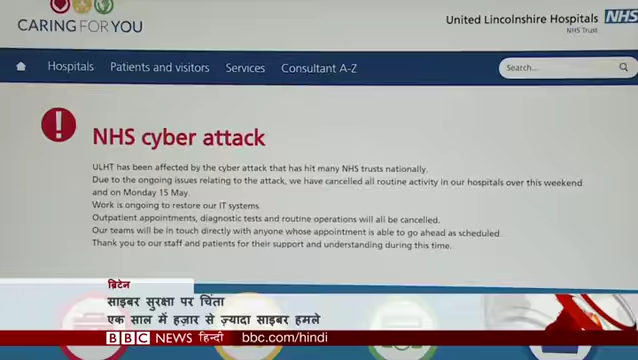 CARING FOR YOU
United Lincolnshire Hospitals NHS
NHS Trust
Hospitals Patients and visitors Services Consultant A-Z Search...
NHS cyber attack
ULHT has been affected by the cyber attack that has hit many NHS trusts nationally.
Due to the ongoing issues relating to the attack, we have cancelled all routine activity in our hospitals over this weekend
and on Monday 15 May.
Work is ongoing to restore our IT systems.
Outpatient appointments, diagnostic tests and routine operations will all be cancelled.
Our teams will be in touch directly with anyone whose appointment is able to go ahead as scheduled.
Thank you to our staff and patients for their support and understanding during this time.
ब्रिटेन
साइबर सुरक्षा पर चिंता
एक साल में हज़ार से ज़्यादा साइबर हमले
BBC NEWS हिन्दी bbc.com/hindi